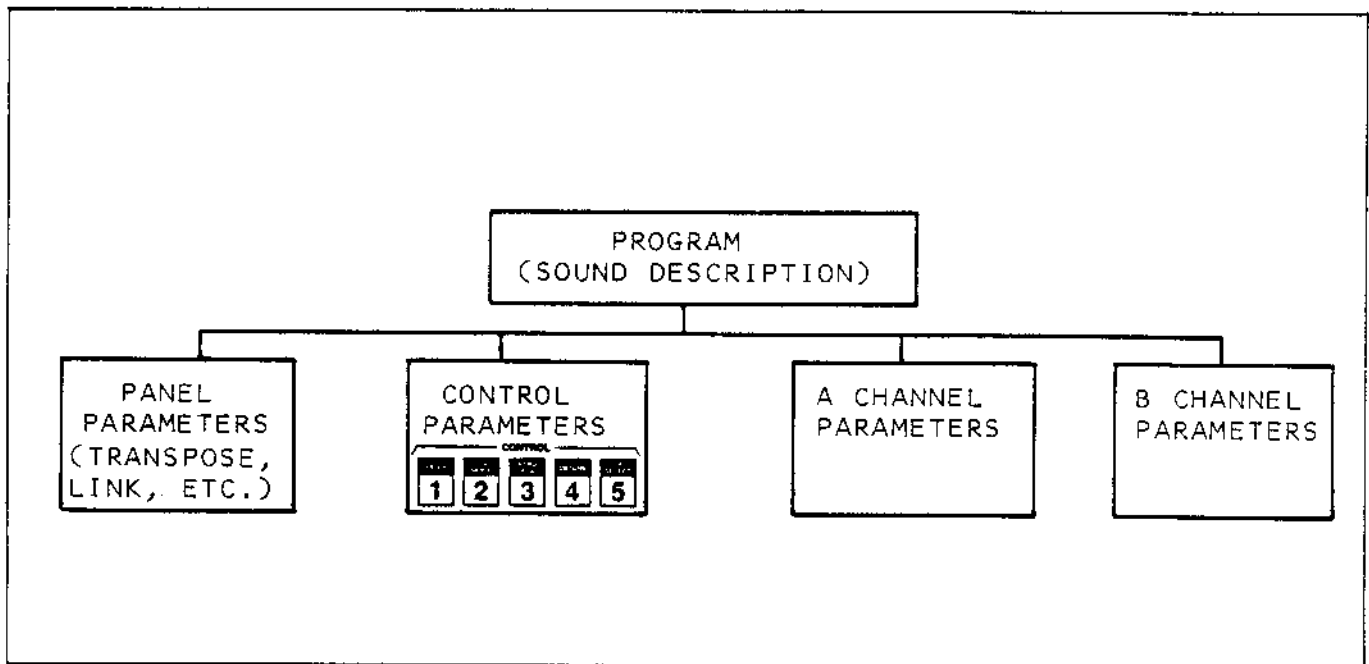 PROGRAM
(SOUND DESCRIPTION)
PANEL
PARAMETERS
(TRANSPOSE,
LINK, ETC.)
CONTROL
PARAMETERS
CONTROL
1 2 3 4 5
A CHANNEL
PARAMETERS
B CHANNEL
PARAMETERS